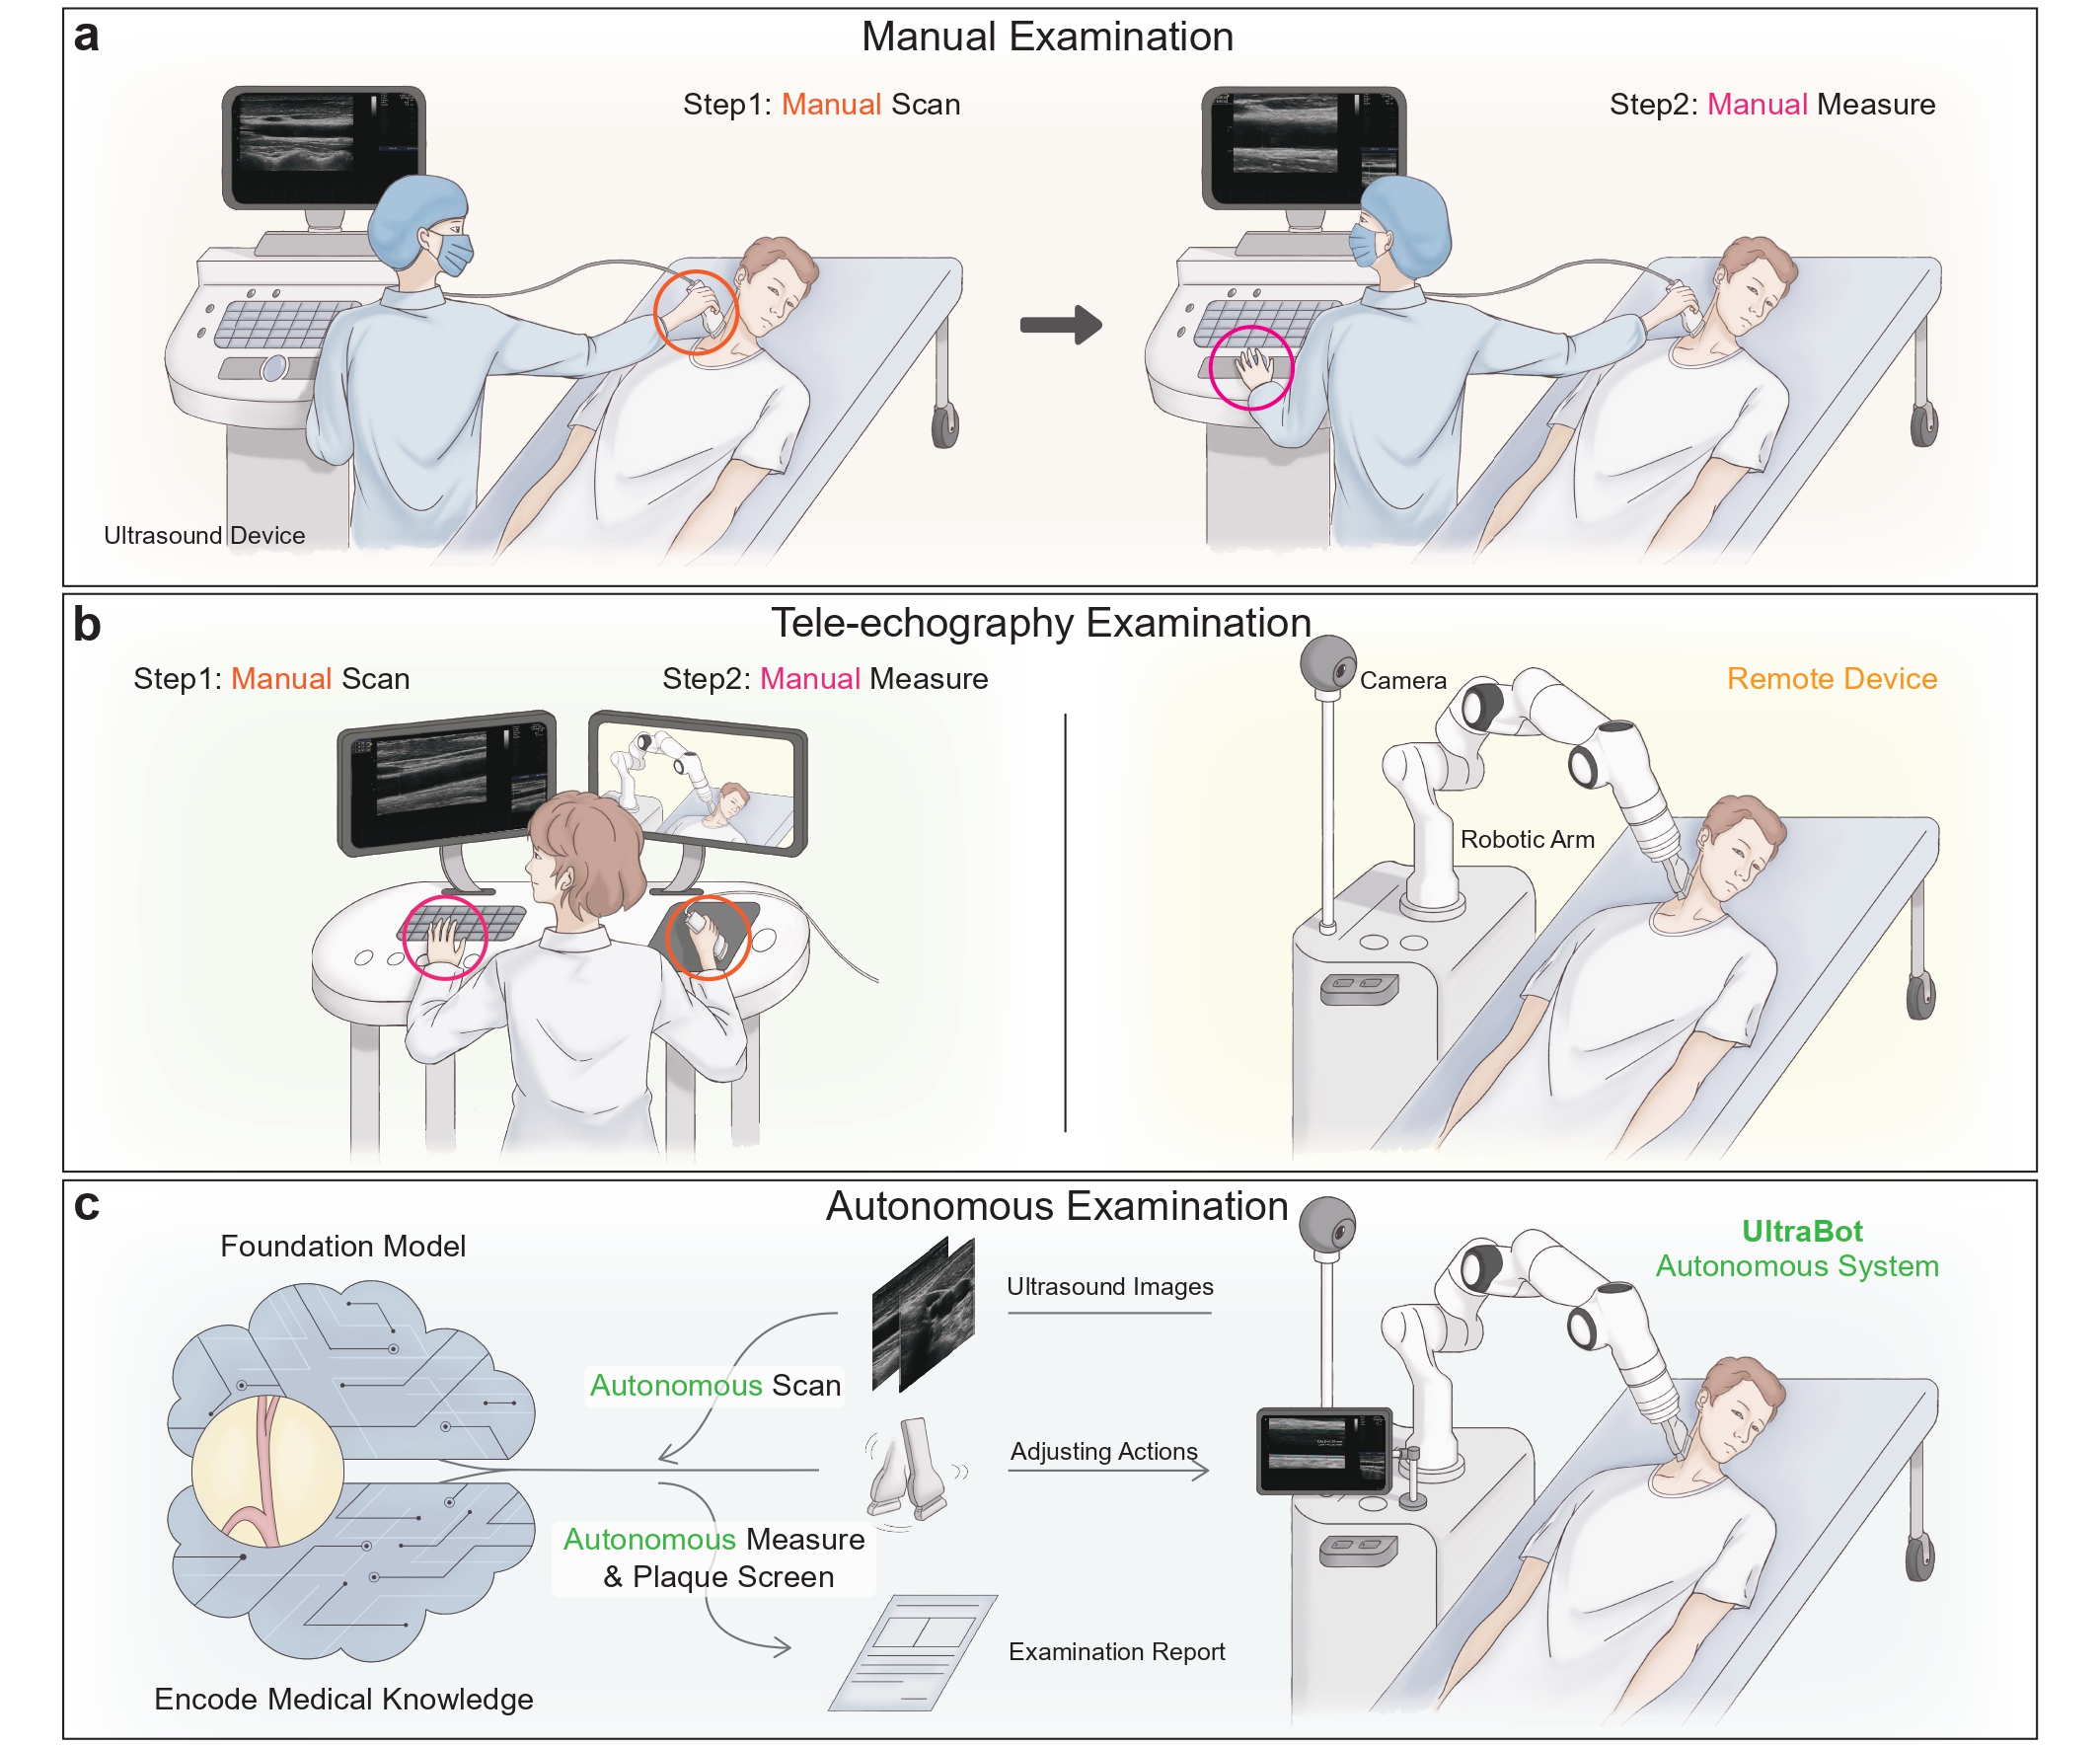 a
Manual Examination
Step1: Manual Scan
Step2: Manual Measure
Ultrasound Device
b
Tele-echography Examination
Step1: Manual Scan
Step2: Manual Measure
Camera
Remote Device
Robotic Arm
c
Autonomous Examination
Foundation Model
UltraBot
Autonomous System
Ultrasound Images
Autonomous Scan
Adjusting Actions
Autonomous Measure
& Plaque Screen
Examination Report
Encode Medical Knowledge